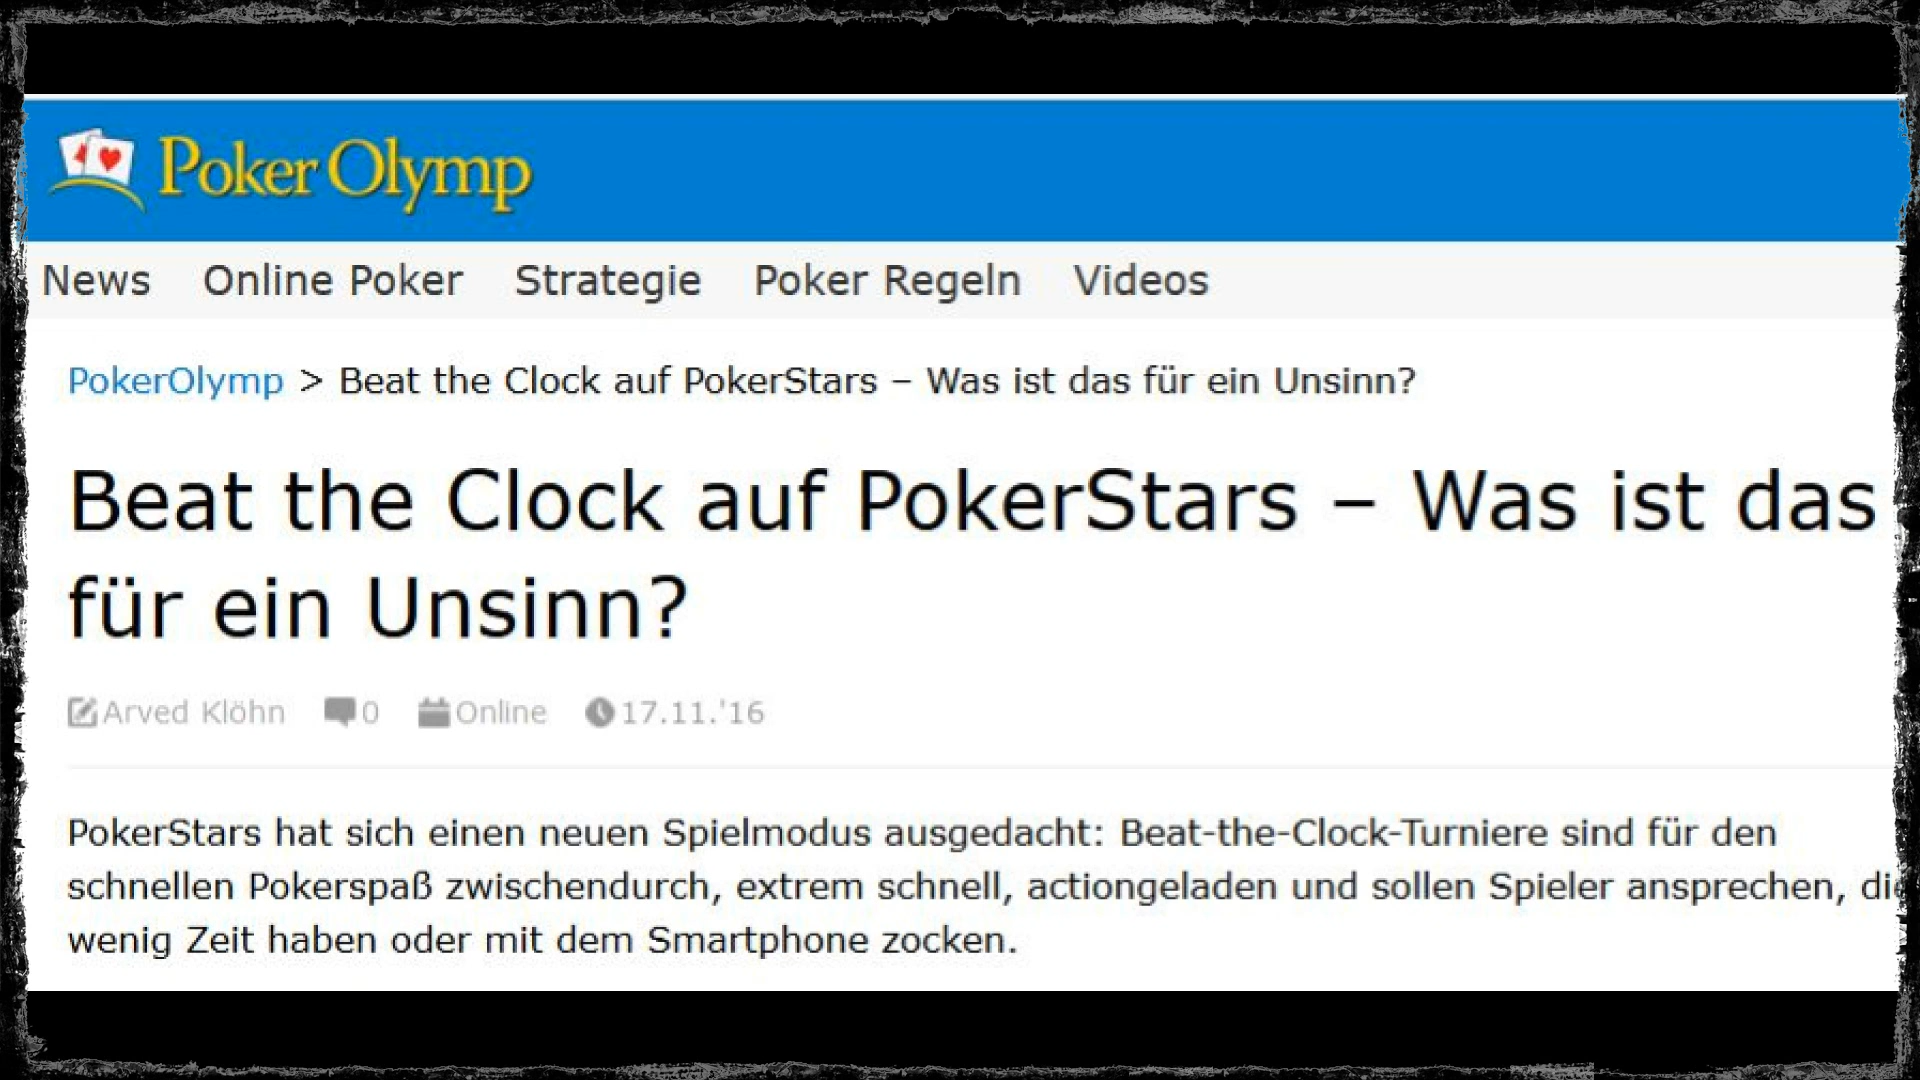 Poker Olymp
News Online Poker Strategie Poker Regeln Videos
PokerOlymp > Beat the Clock auf PokerStars – Was ist das für ein Unsinn?
Beat the Clock auf PokerStars – Was ist das
für ein Unsinn?
Arved Klöhn 0 Online 17.11.'16
PokerStars hat sich einen neuen Spielmodus ausgedacht: Beat-the-Clock-Turniere sind für den
schnellen Pokerspaß zwischendurch, extrem schnell, actiongeladen und sollen Spieler ansprechen, die
wenig Zeit haben oder mit dem Smartphone zocken.